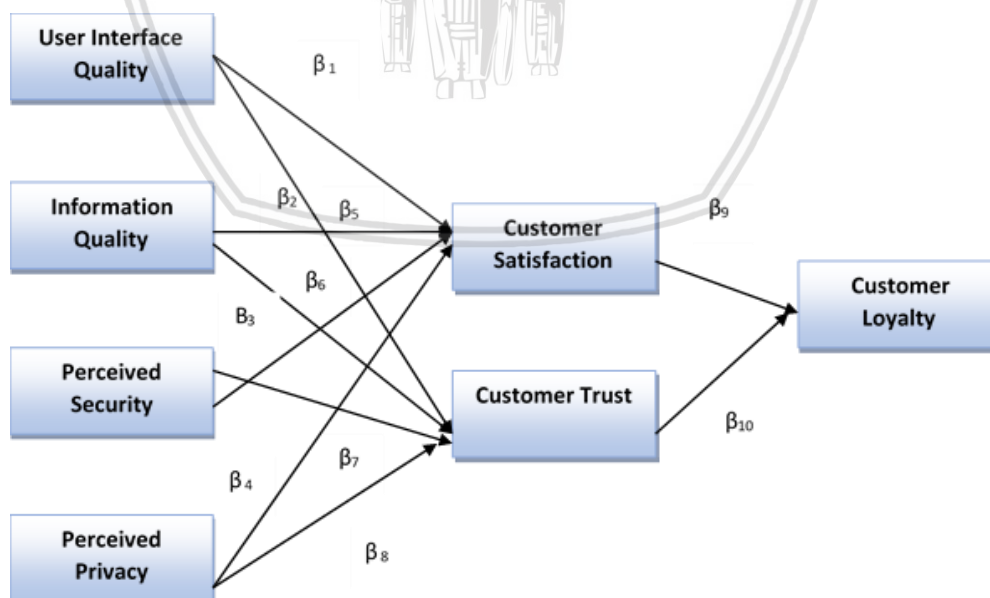 User Interface
Quality
β1
Information
Quality
β2
β5
Customer
Satisfaction
β9
β6
B3
Customer
Loyalty
Perceived
Security
Customer Trust
β10
β7
β4
Perceived
Privacy
β8